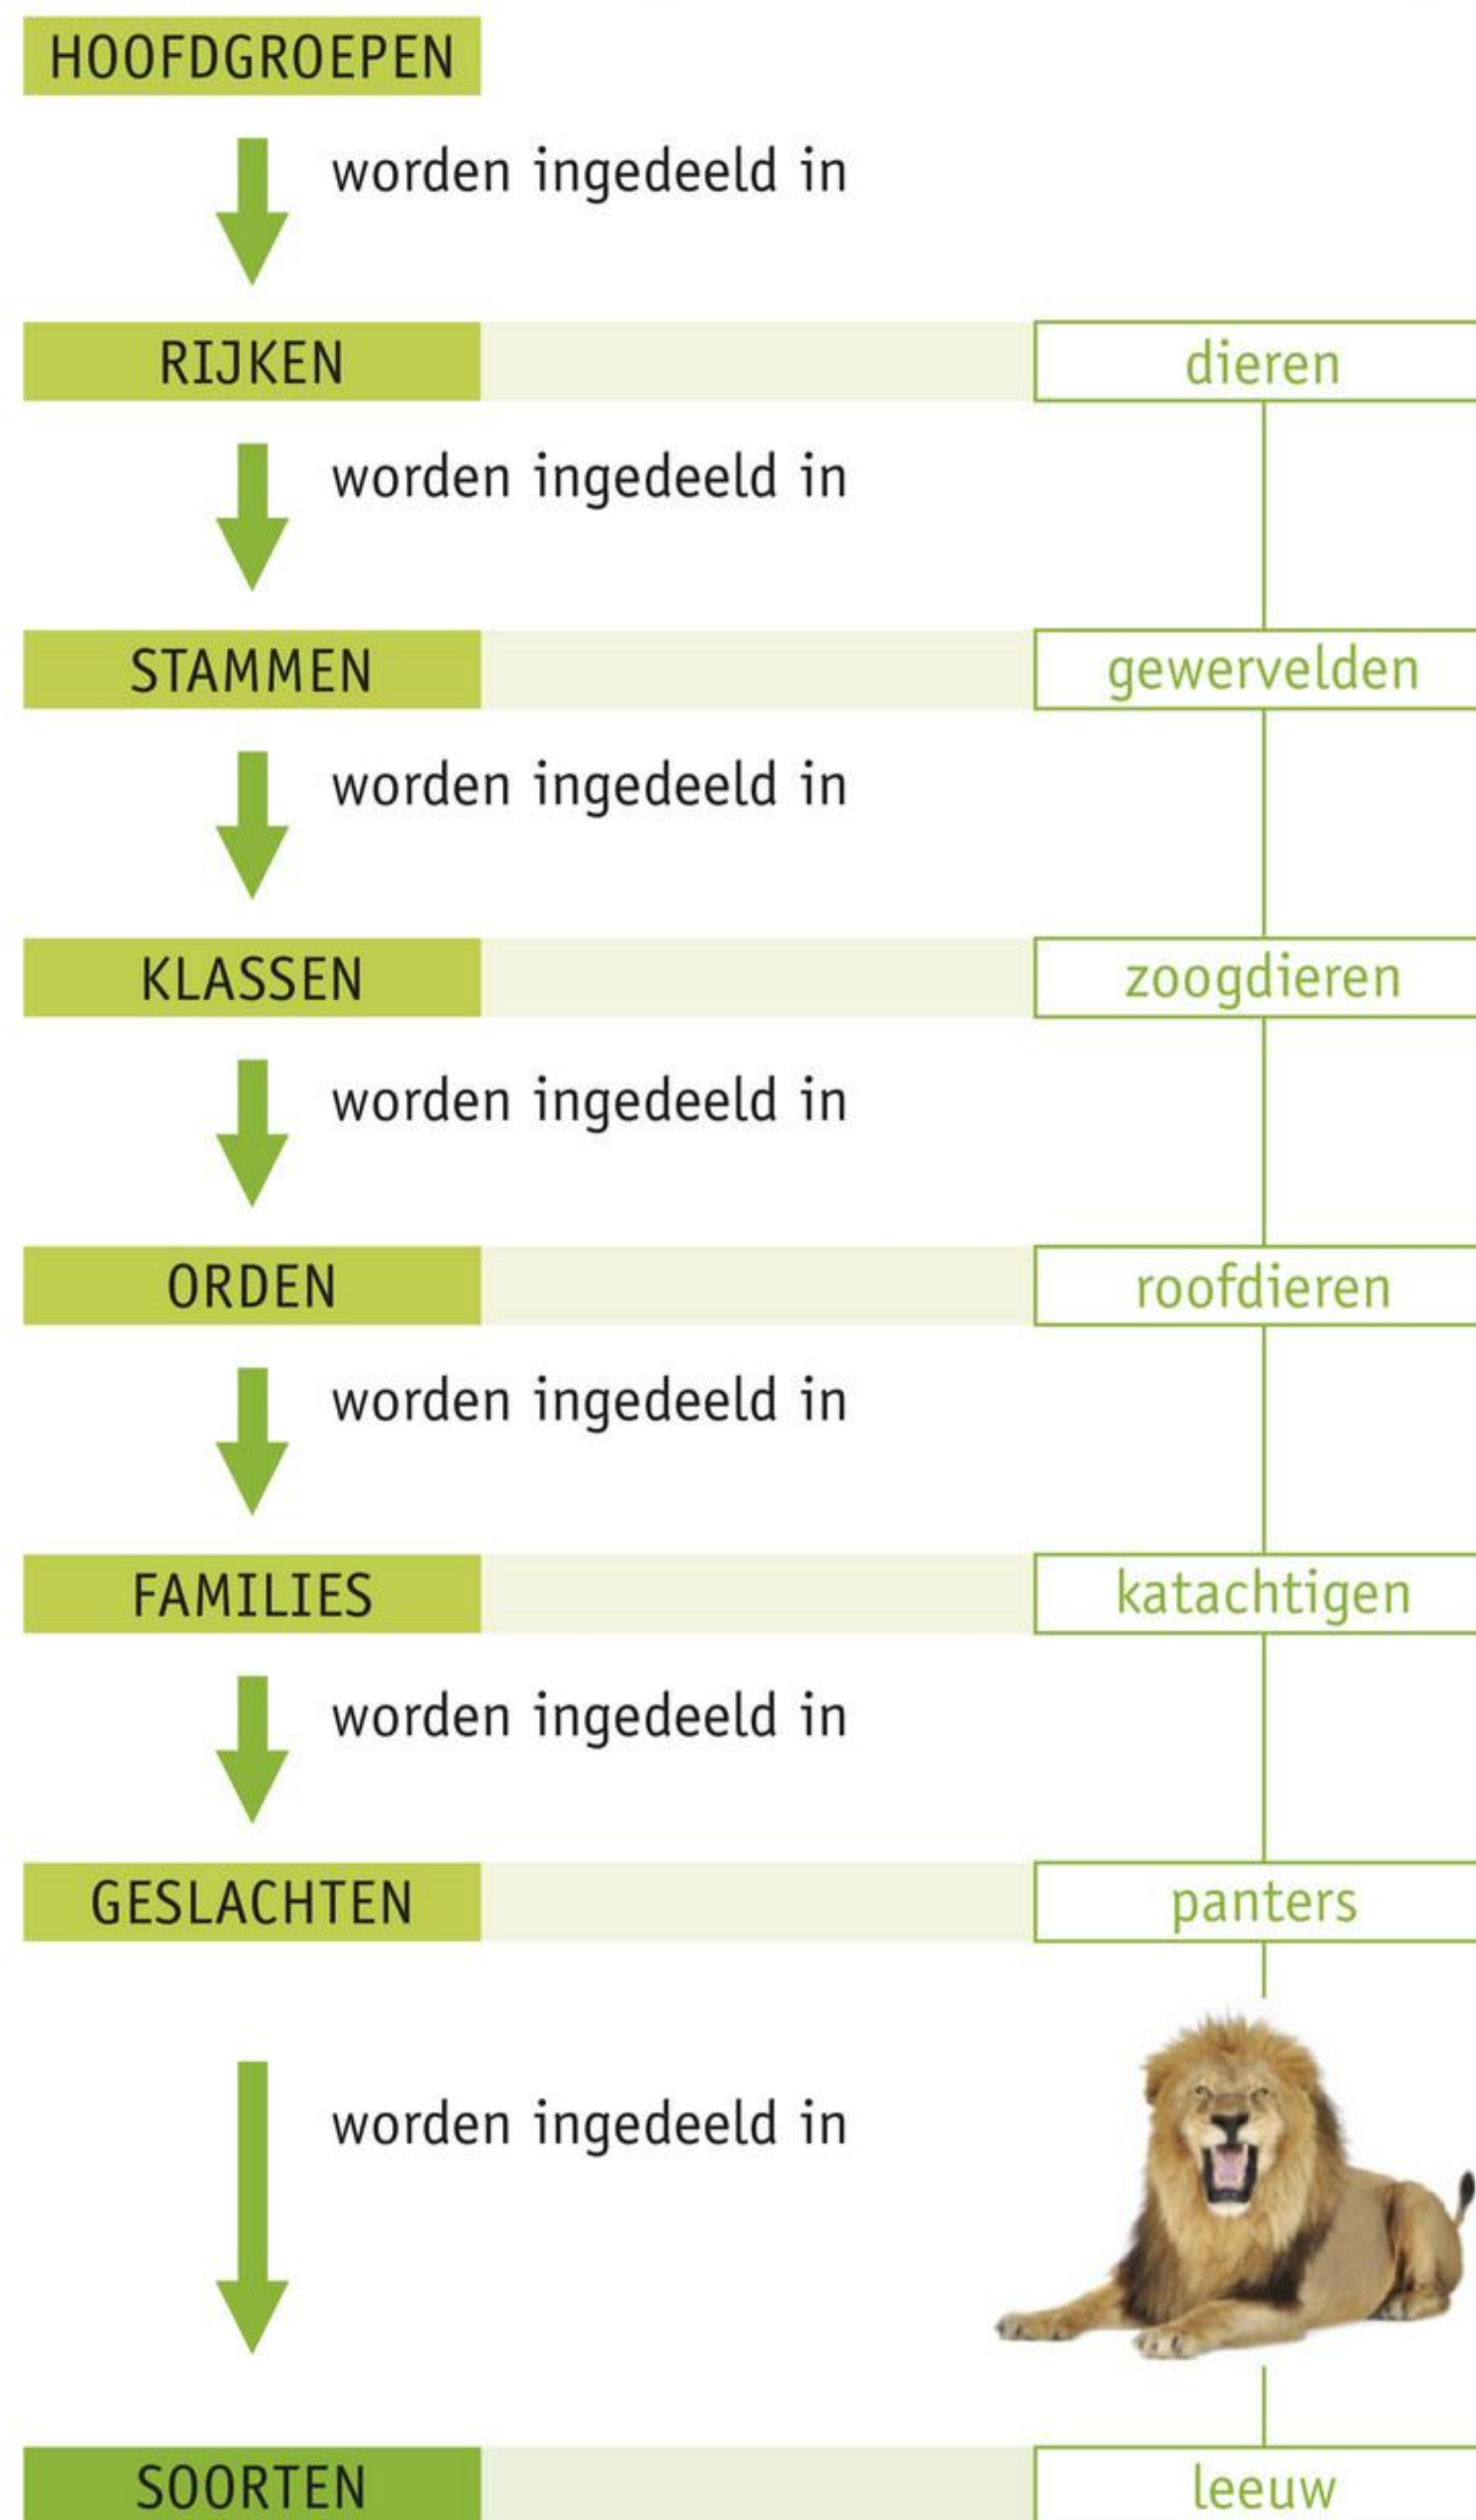 HOOFDGROEPEN
worden ingedeeld in
RIJKEN dieren
worden ingedeeld in
STAMMEN gewervelden
worden ingedeeld in
KLASSEN zoogdieren
worden ingedeeld in
ORDEN roofdieren
worden ingedeeld in
FAMILIES katachtigen
worden ingedeeld in
GESLACHTEN panters
worden ingedeeld in
SOORTEN leeuw